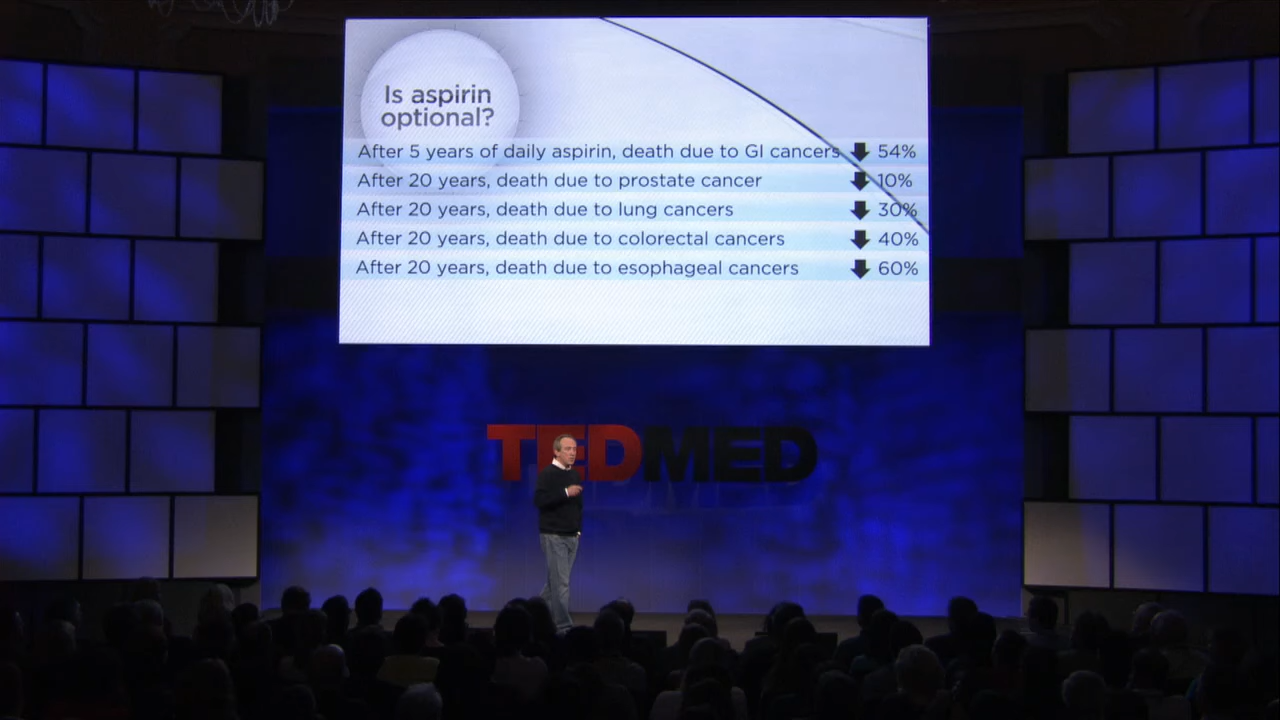 Is aspirin
optional?
After 5 years of daily aspirin, death due to GI cancers 54%
After 20 years, death due to prostate cancer 10%
After 20 years, death due to lung cancers 30%
After 20 years, death due to colorectal cancers 40%
After 20 years, death due to esophageal cancers 60%
TEDMED